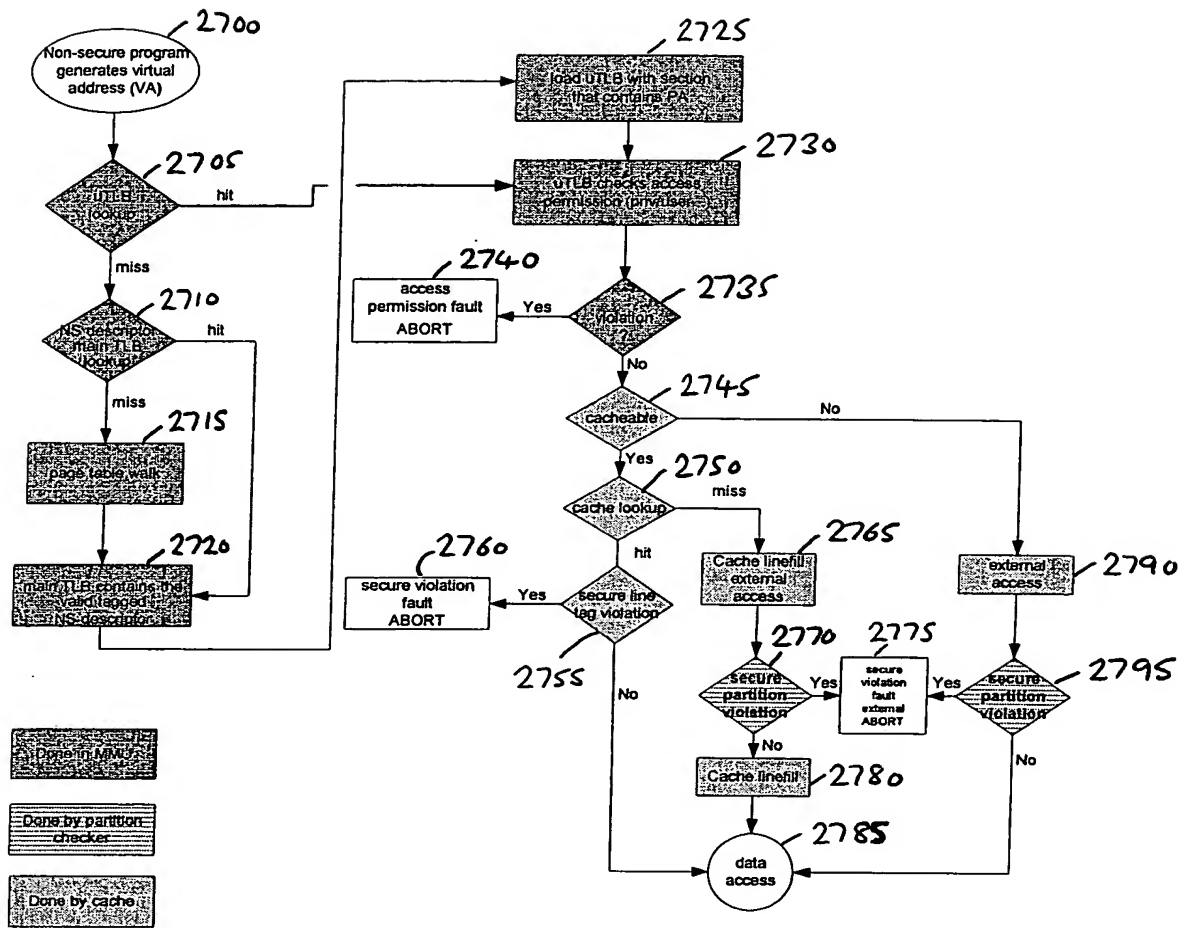 2700
Non-secure program
generates virtual
address (VA)
2705
uTLB
lookup
hit
miss
2710
NS descriptor
main TLB
lookup
hit
miss
2715
page table walk
2720
main TLB contains the
valid tagged
NS-descriptor
2725
load uTLB with section
that contains PA
2730
uTLB checks access
permission (priv/user
2740
access
permission fault
ABORT
Yes
2735
violation
?
No
2745
cacheable
No
Yes
2750
cache lookup
miss
hit
2760
secure violation
fault
ABORT
Yes
secure line
tag violation
2755
No
2765
Cache linefill
external
access
2770
secure
partition
violation
Yes
2775
secure
violation
fault
external
ABORT
Yes
2790
external
access
2795
secure
partition
violation
No
No
Cache linefill
2780
2785
data
access
Done in MMU
Done by partition
checker
Done by cache